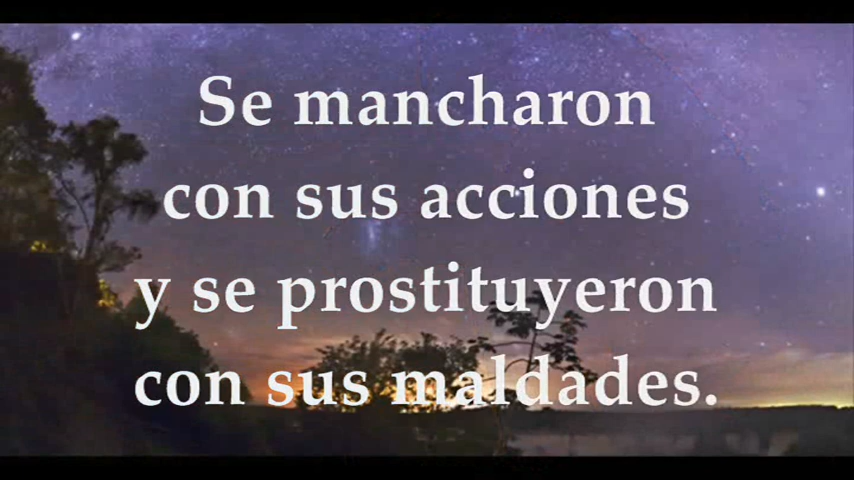 Se mancharon
con sus acciones
y se prostituyeron
con sus maldades.